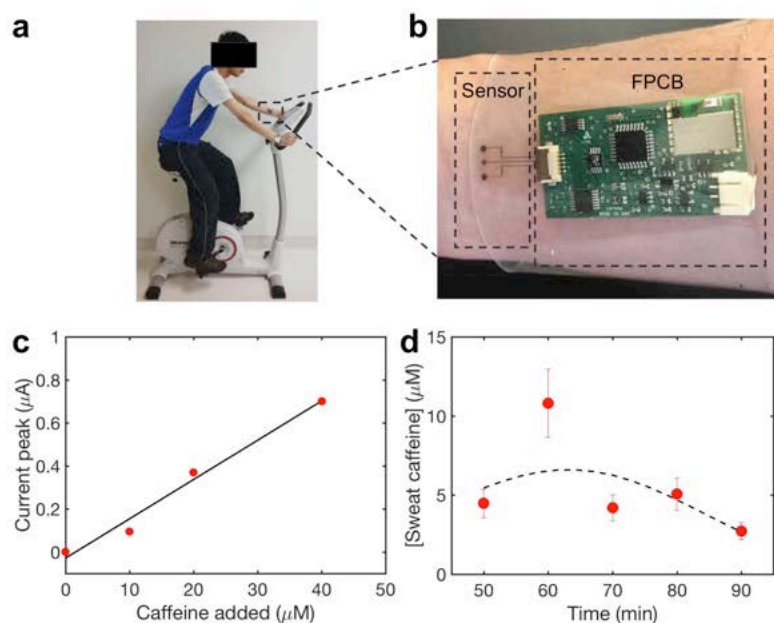 a
b
Sensor
FPCB
c
1
0.8
0.6
0.4
0.2
0
Current peak (μA)
0 10 20 30 40 50
Caffeine added (μM)
d
15
10
5
0
[Sweat caffeine] (μM)
50 60 70 80 90
Time (min)